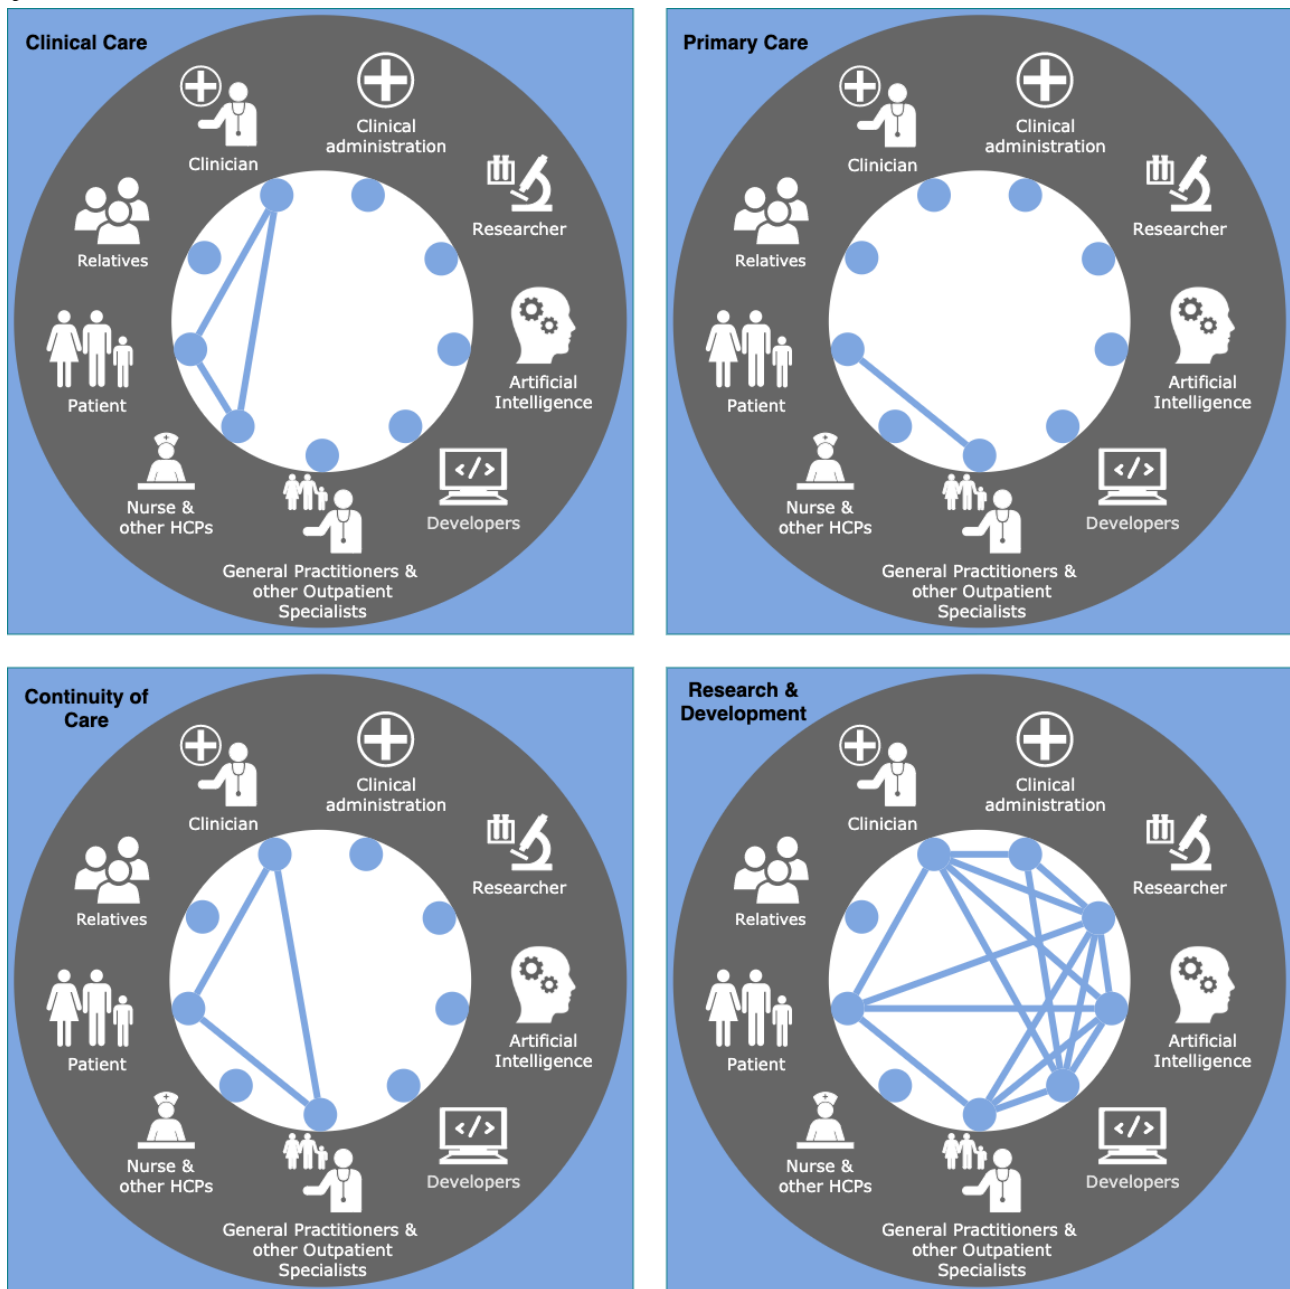 Clinical Care
Clinician
Clinical
administration
Researcher
Relatives
Artificial
Intelligence
Patient
Nurse &
other HCPs
</>
Developers
General Practitioners &
other Outpatient
Specialists
Primary Care
Clinician
Clinical
administration
Researcher
Relatives
Artificial
Intelligence
Patient
Nurse &
other HCPs
</>
Developers
General Practitioners &
other Outpatient
Specialists
Continuity of
Care
Clinician
Clinical
administration
Researcher
Relatives
Artificial
Intelligence
Patient
Nurse &
other HCPs
</>
Developers
General Practitioners &
other Outpatient
Specialists
Research &
Development
Clinician
Clinical
administration
Researcher
Relatives
Artificial
Intelligence
Patient
Nurse &
other HCPs
</>
Developers
General Practitioners &
other Outpatient
Specialists